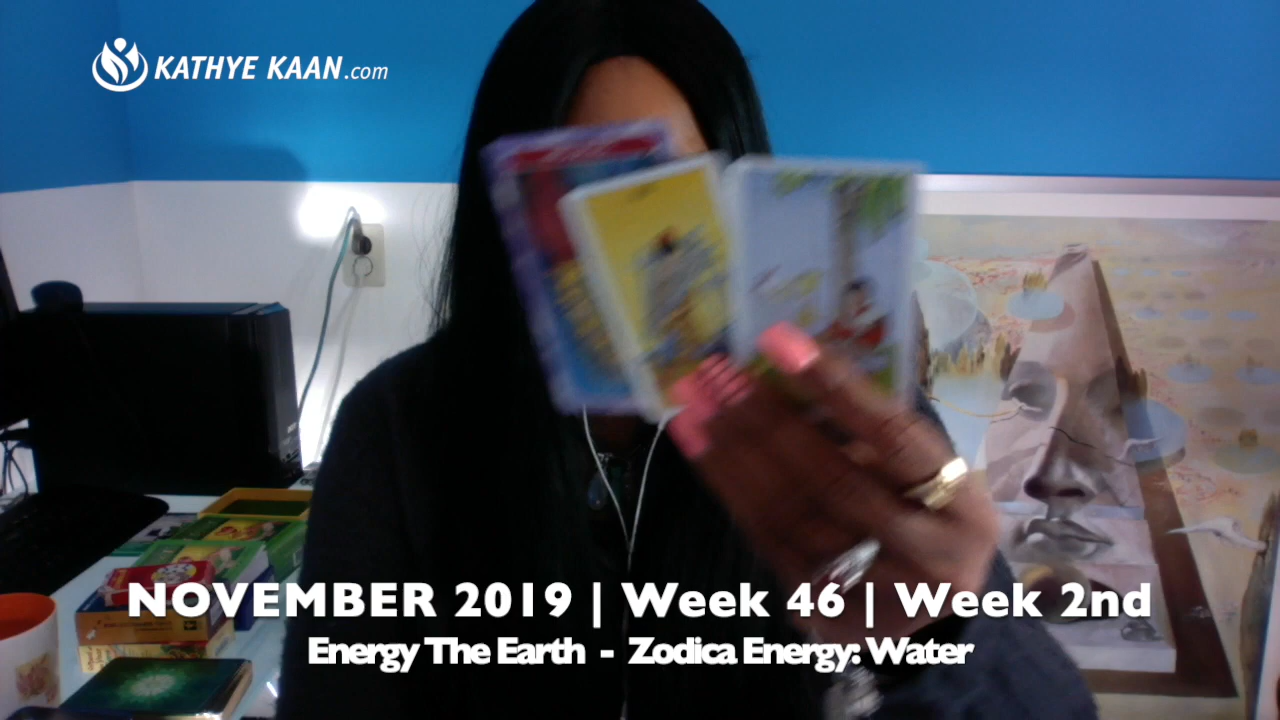 KATHYE KAAN.com
NOVEMBER 2019 | Week 46 | Week 2nd
Energy The Earth - Zodica Energy: Water